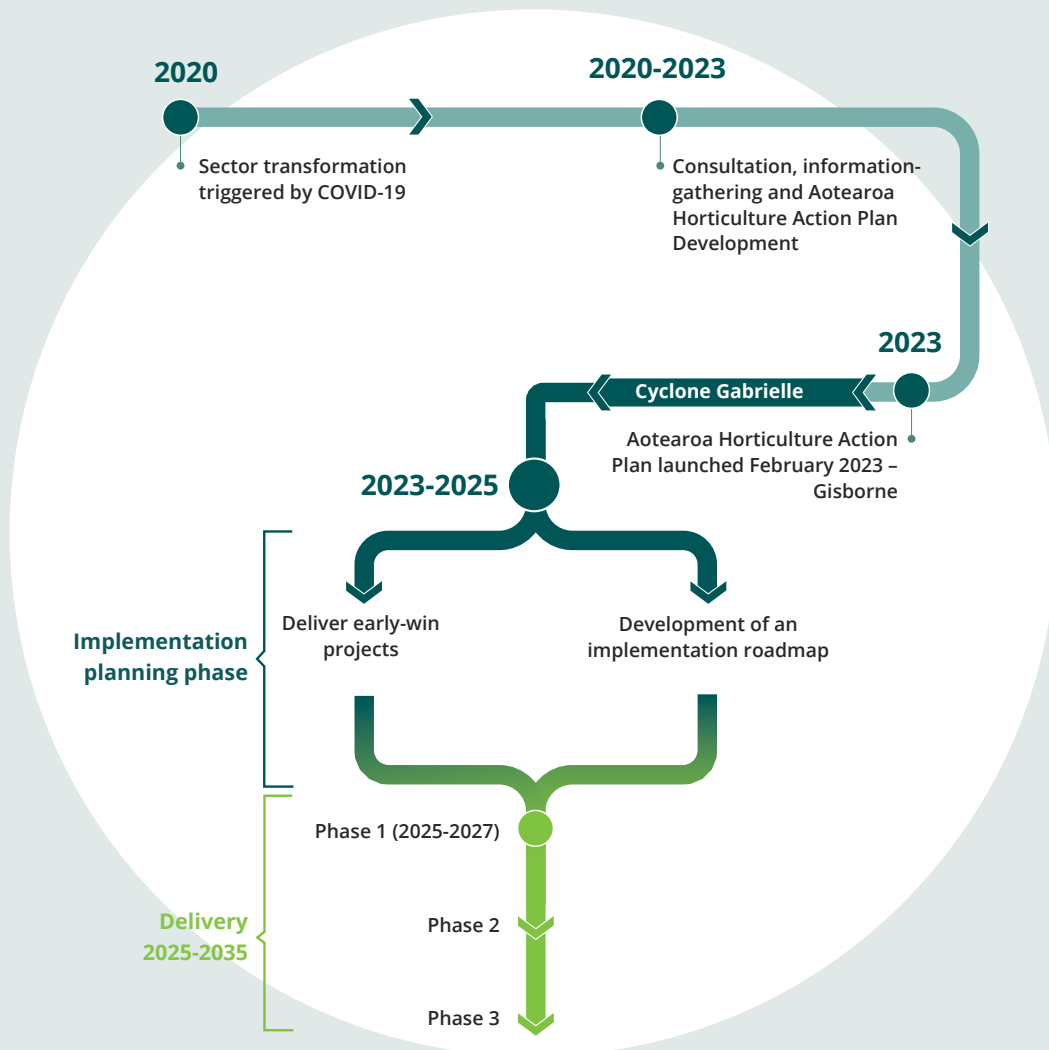 2020
2020-2023
Sector transformation
triggered by COVID-19
Consultation, information-
gathering and Aotearoa
Horticulture Action Plan
Development
2023
Cyclone Gabrielle
Aotearoa Horticulture Action
Plan launched February 2023 –
Gisborne
2023-2025
Implementation
planning phase
Deliver early-win
projects
Development of an
implementation roadmap
Phase 1 (2025-2027)
Delivery
2025-2035
Phase 2
Phase 3